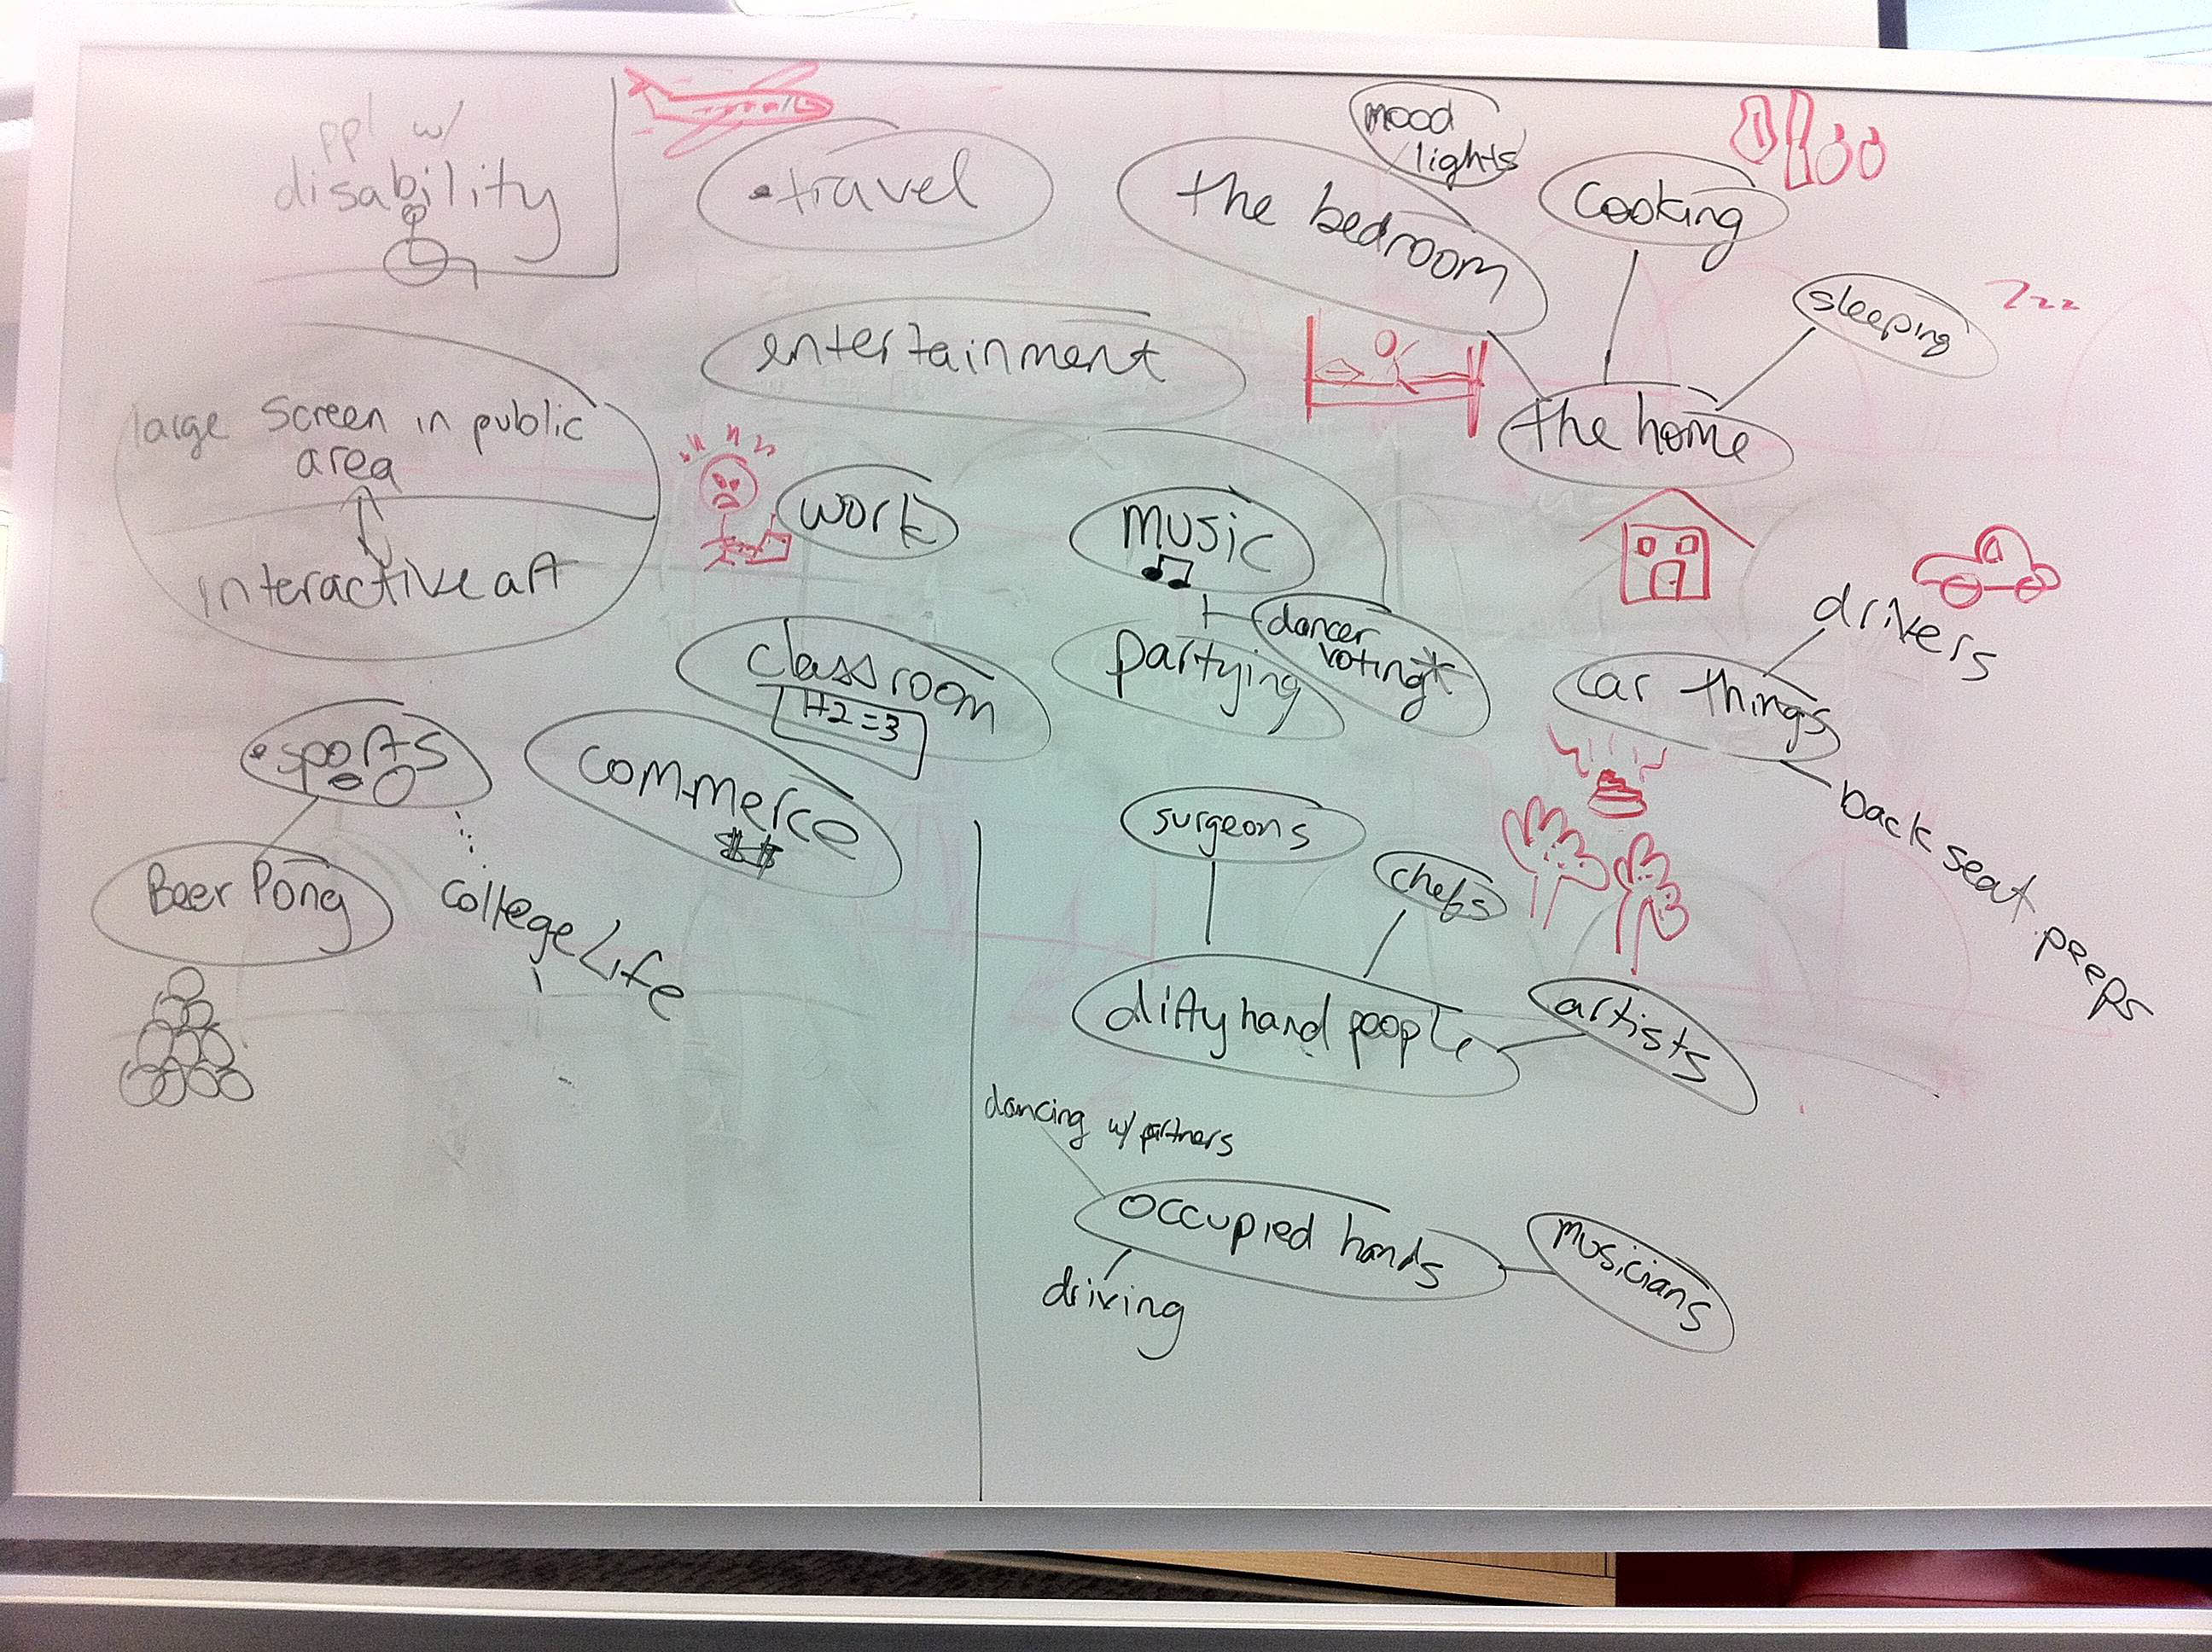 ppl w/
disability
• travel
mood
lights
the bedroom
cooking
sleeping
Zzz
entertainment
the home
large screen in public
area
interactive art
work
music
dancer
voting*
partying
classroom
1+2=3
drivers
car things
back seat peeps
• sports
commerce
$$
Beer Pong
college Life
surgeons
chefs
dirty hand people
artists
dancing w/ partners
occupied hands
musicians
driving